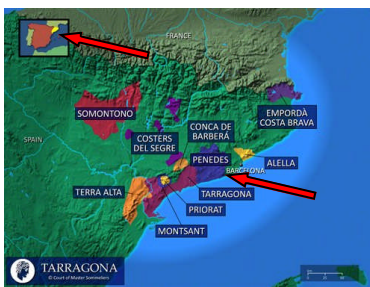 FRANCE
SOMONTONO
EMPORDÀ
COSTA BRAVA
CONCA DE
BARBERÀ
COSTERS
DEL SEGRE
SPAIN
PENEDES
ALELLA
BARCELONA
TERRA ALTA
TARRAGONA
PRIORAT
MONTSANT
TARRAGONA
© Court of Master Sommeliers